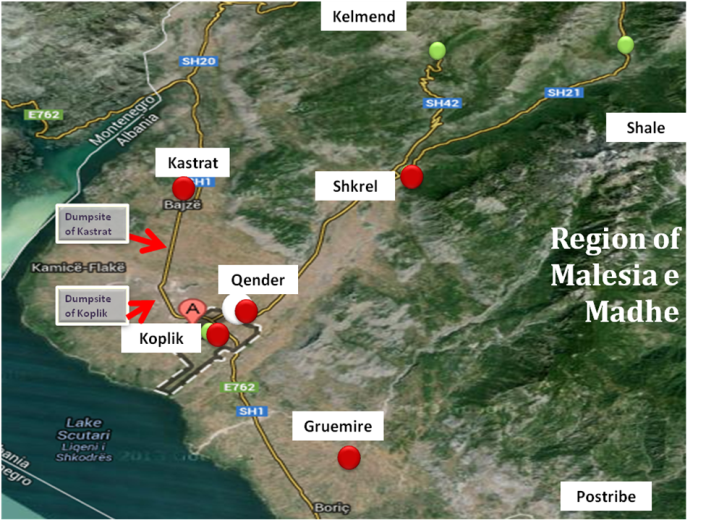 Kelmend
SH20
SH42
SH21
E762
Montenegro
Albania
Shale
Kastrat
SH1
Shkrel
Bajzë
Dumpsite
of Kastrat
Region of
Malesia e
Madhe
Kamicë-Flakë
Qender
Dumpsite
of Koplik
A
Koplik
E762
SH1
Lake
Scutari
Liqeni i
Shkodrës
Gruemire
Postribe
Boriç